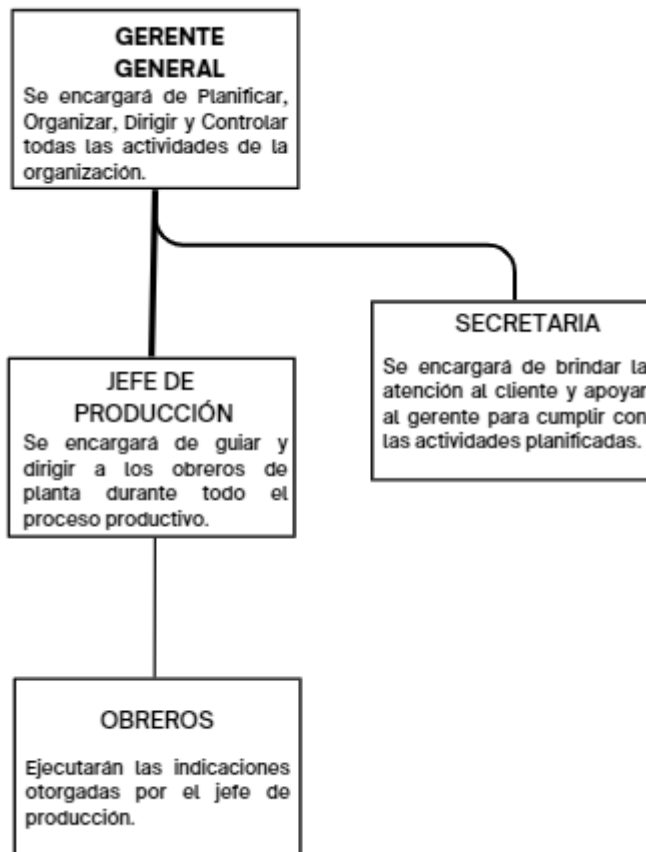 GERENTE
GENERAL
Se encargará de Planificar,
Organizar, Dirigir y Controlar
todas las actividades de la
organización.
SECRETARIA
Se encargará de brindar la
atención al cliente y apoyar
al gerente para cumplir con
las actividades planificadas.
JEFE DE
PRODUCCIÓN
Se encargará de guiar y
dirigir a los obreros de
planta durante todo el
proceso productivo.
OBREROS
Ejecutarán las indicaciones
otorgadas por el jefe de
producción.